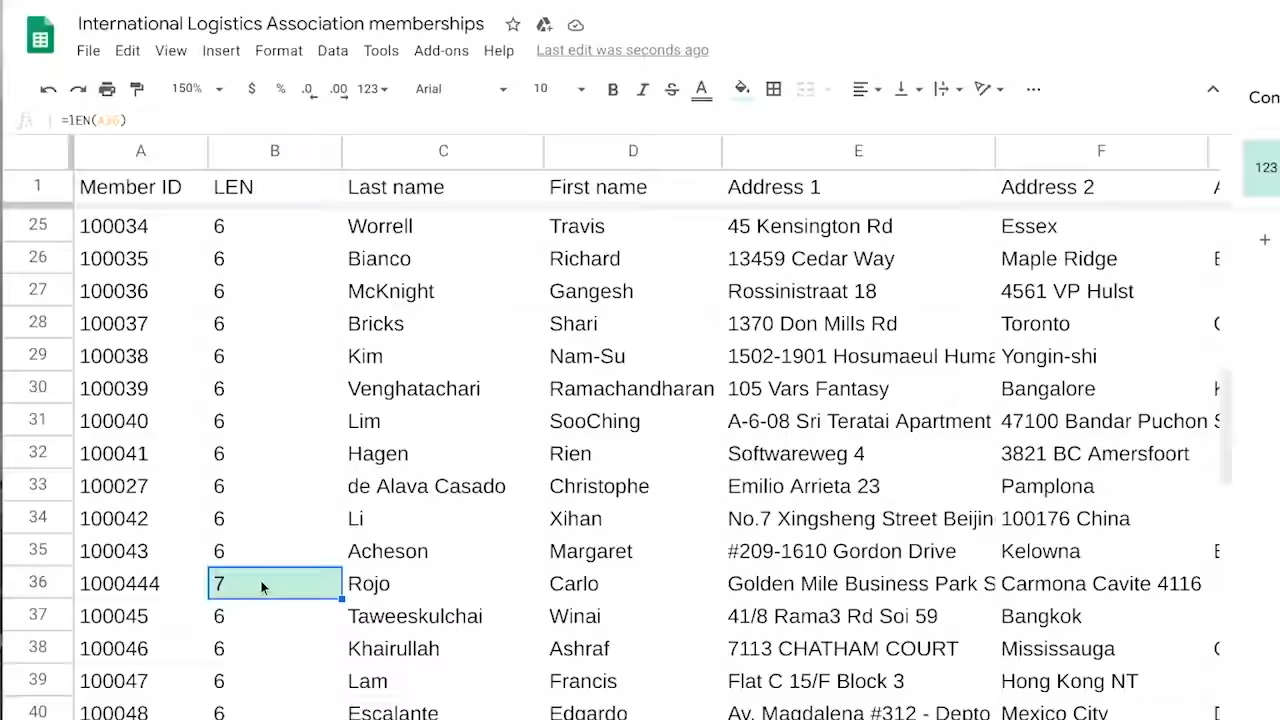 International Logistics Association memberships
File Edit View Insert Format Data Tools Add-ons Help Last edit was seconds ago
150% $ % .0 .00 123 Arial 10 B I S A
Con
=lEN(A36)
A B C D E F
123
1 Member ID LEN Last name First name Address 1 Address 2
25 100034 6 Worrell Travis 45 Kensington Rd Essex
26 100035 6 Bianco Richard 13459 Cedar Way Maple Ridge
27 100036 6 McKnight Gangesh Rossinistraat 18 4561 VP Hulst
28 100037 6 Bricks Shari 1370 Don Mills Rd Toronto
29 100038 6 Kim Nam-Su 1502-1901 Hosumaeul Huma Yongin-shi
30 100039 6 Venghatachari Ramachandharan 105 Vars Fantasy Bangalore
31 100040 6 Lim SooChing A-6-08 Sri Teratai Apartment 47100 Bandar Puchon S
32 100041 6 Hagen Rien Softwareweg 4 3821 BC Amersfoort
33 100027 6 de Alava Casado Christophe Emilio Arrieta 23 Pamplona
34 100042 6 Li Xihan No.7 Xingsheng Street Beijin 100176 China
35 100043 6 Acheson Margaret #209-1610 Gordon Drive Kelowna
36 1000444 7 Rojo Carlo Golden Mile Business Park S Carmona Cavite 4116
37 100045 6 Taweeskulchai Winai 41/8 Rama3 Rd Soi 59 Bangkok
38 100046 6 Khairullah Ashraf 7113 CHATHAM COURT Mississauga
39 100047 6 Lam Francis Flat C 15/F Block 3 Hong Kong NT
40 100048 6 Escalante Edgardo Av. Magdalena #312 - Depto Mexico City